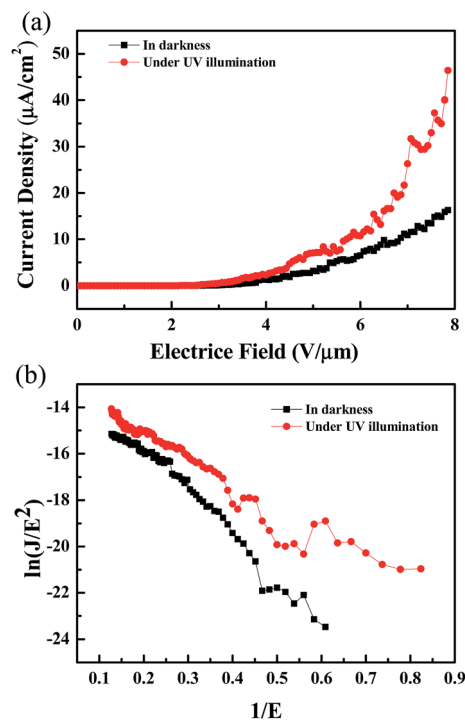 (a)
In darkness
Under UV illumination
Current Density (μA/cm²)
50
40
30
20
10
0
0 2 4 6 8
Electrice Field (V/μm)
(b)
In darkness
Under UV illumination
ln(J/E²)
-14
-16
-18
-20
-22
-24
0.1 0.2 0.3 0.4 0.5 0.6 0.7 0.8 0.9
1/E